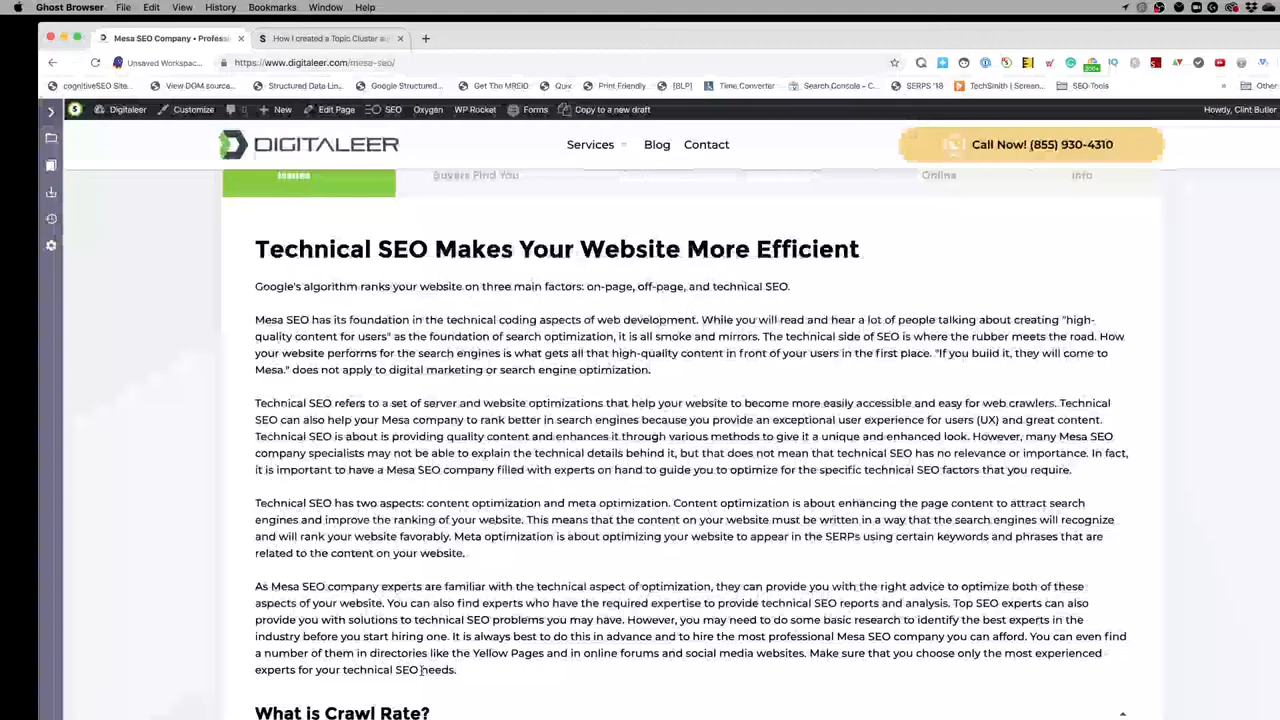 Ghost Browser File Edit View History Bookmarks Window Help
Mesa SEO Company • Profess How I created a Topic Cluster au
Unsaved Workspac... https://www.digitaleer.com/mesa-seo/
cognitiveSEO Site... View DOM source... Structured Data Lin... Google Structured... Get The MREID Quix Print Friendly [BLP] Time Converter Search Console - C... SERPS '18 TechSmith | Screen... SEO Tools » Other
Digitaleer Customize New Edit Page SEO Oxygen WP Rocket Forms Copy to a new draft Howdy, Clint Butler
DIGITALEER Services Blog Contact Call Now! (855) 930-4310
Issues Buyers Find You Online Info
Technical SEO Makes Your Website More Efficient
Google's algorithm ranks your website on three main factors: on-page, off-page, and technical SEO.
Mesa SEO has its foundation in the technical coding aspects of web development. While you will read and hear a lot of people talking about creating "high-
quality content for users" as the foundation of search optimization, it is all smoke and mirrors. The technical side of SEO is where the rubber meets the road. How
your website performs for the search engines is what gets all that high-quality content in front of your users in the first place. "If you build it, they will come to
Mesa." does not apply to digital marketing or search engine optimization.
Technical SEO refers to a set of server and website optimizations that help your website to become more easily accessible and easy for web crawlers. Technical
SEO can also help your Mesa company to rank better in search engines because you provide an exceptional user experience for users (UX) and great content.
Technical SEO is about is providing quality content and enhances it through various methods to give it a unique and enhanced look. However, many Mesa SEO
company specialists may not be able to explain the technical details behind it, but that does not mean that technical SEO has no relevance or importance. In fact,
it is important to have a Mesa SEO company filled with experts on hand to guide you to optimize for the specific technical SEO factors that you require.
Technical SEO has two aspects: content optimization and meta optimization. Content optimization is about enhancing the page content to attract search
engines and improve the ranking of your website. This means that the content on your website must be written in a way that the search engines will recognize
and will rank your website favorably. Meta optimization is about optimizing your website to appear in the SERPs using certain keywords and phrases that are
related to the content on your website.
As Mesa SEO company experts are familiar with the technical aspect of optimization, they can provide you with the right advice to optimize both of these
aspects of your website. You can also find experts who have the required expertise to provide technical SEO reports and analysis. Top SEO experts can also
provide you with solutions to technical SEO problems you may have. However, you may need to do some basic research to identify the best experts in the
industry before you start hiring one. It is always best to do this in advance and to hire the most professional Mesa SEO company you can afford. You can even find
a number of them in directories like the Yellow Pages and in online forums and social media websites. Make sure that you choose only the most experienced
experts for your technical SEO needs.
What is Crawl Rate?